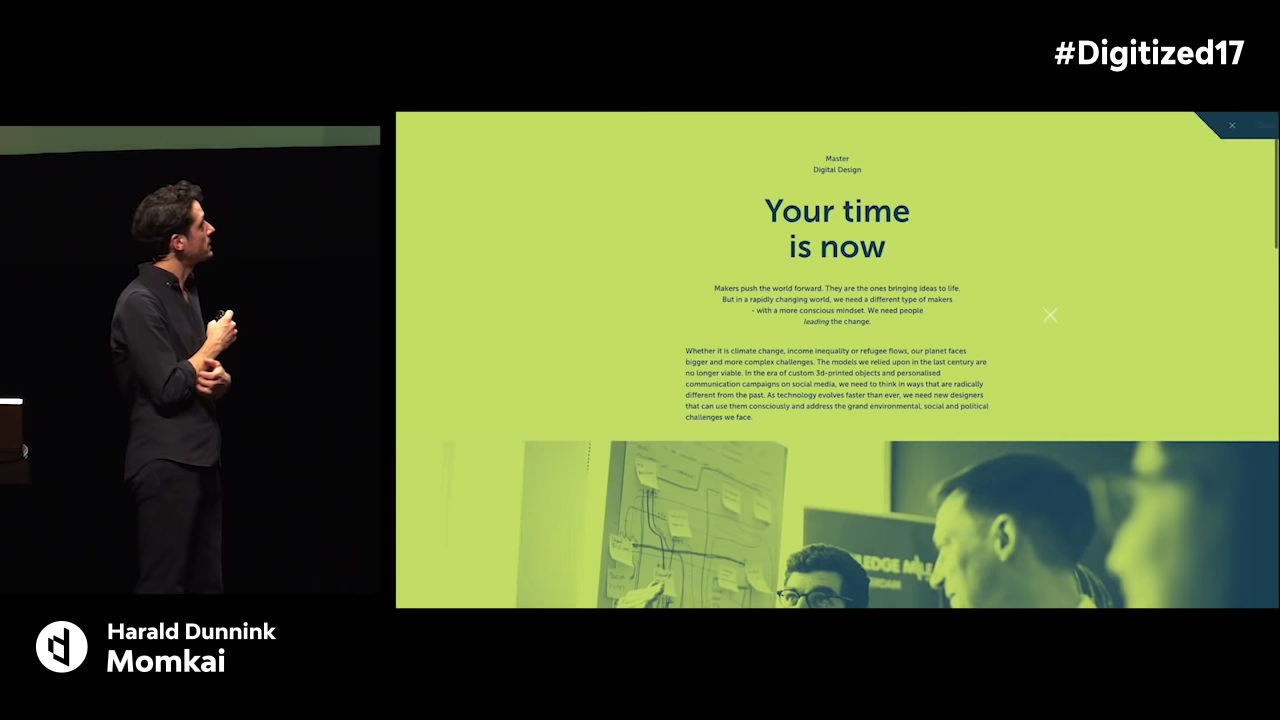 #Digitized17
Master
Digital Design
Your time
is now
Makers push the world forward. They are the ones bringing ideas to life.
But in a rapidly changing world, we need a different type of makers
- with a more conscious mindset. We need people
leading the change.
Whether it is climate change, income inequality or refugee flows, our planet faces
bigger and more complex challenges. The models we relied upon in the last century are
no longer viable. In the era of custom 3d-printed objects and personalised
communication campaigns on social media, we need to think in ways that are radically
different from the past. As technology evolves faster than ever, we need new designers
that can use them consciously and address the grand environmental, social and political
challenges we face.
Harald Dunnink
Momkai